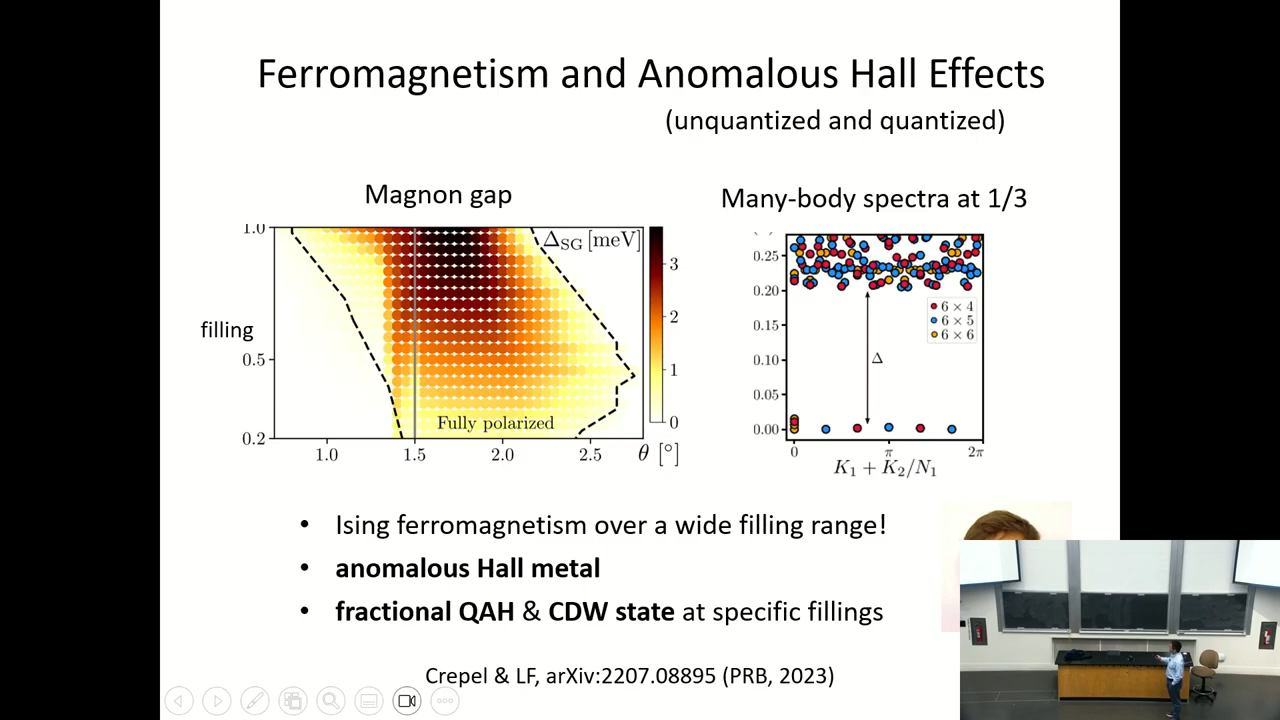 Ferromagnetism and Anomalous Hall Effects
(unquantized and quantized)
Magnon gap
Many-body spectra at 1/3
filling
1.0
0.5
0.2
1.0
1.5
2.0
2.5
θ [°]
Δ_SG [meV]
3
2
1
0
Fully polarized
0.25
0.20
0.15
0.10
0.05
0.00
6 × 4
6 × 5
6 × 6
Δ
0
π
2π
K₁ + K₂/N₁
• Ising ferromagnetism over a wide filling range!
• anomalous Hall metal
• fractional QAH & CDW state at specific fillings
Crepel & LF, arXiv:2207.08895 (PRB, 2023)